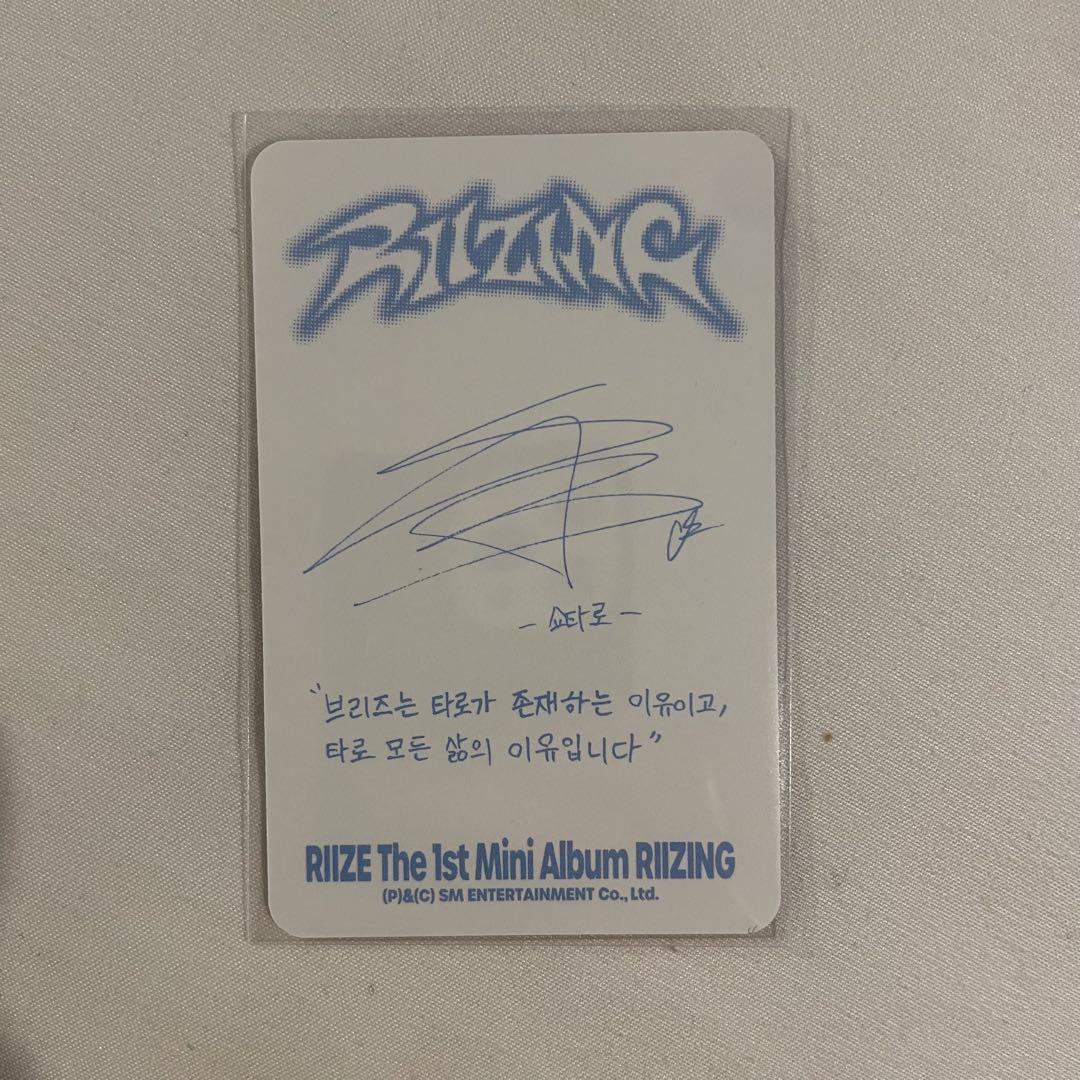 RIIZING
- 쇼타로 -
"브리즈는 타로가 존재하는 이유이고,
타로 모든 삶의 이유입니다"
RIIZE The 1st Mini Album RIIZING
(P)&(C) SM ENTERTAINMENT Co., Ltd.